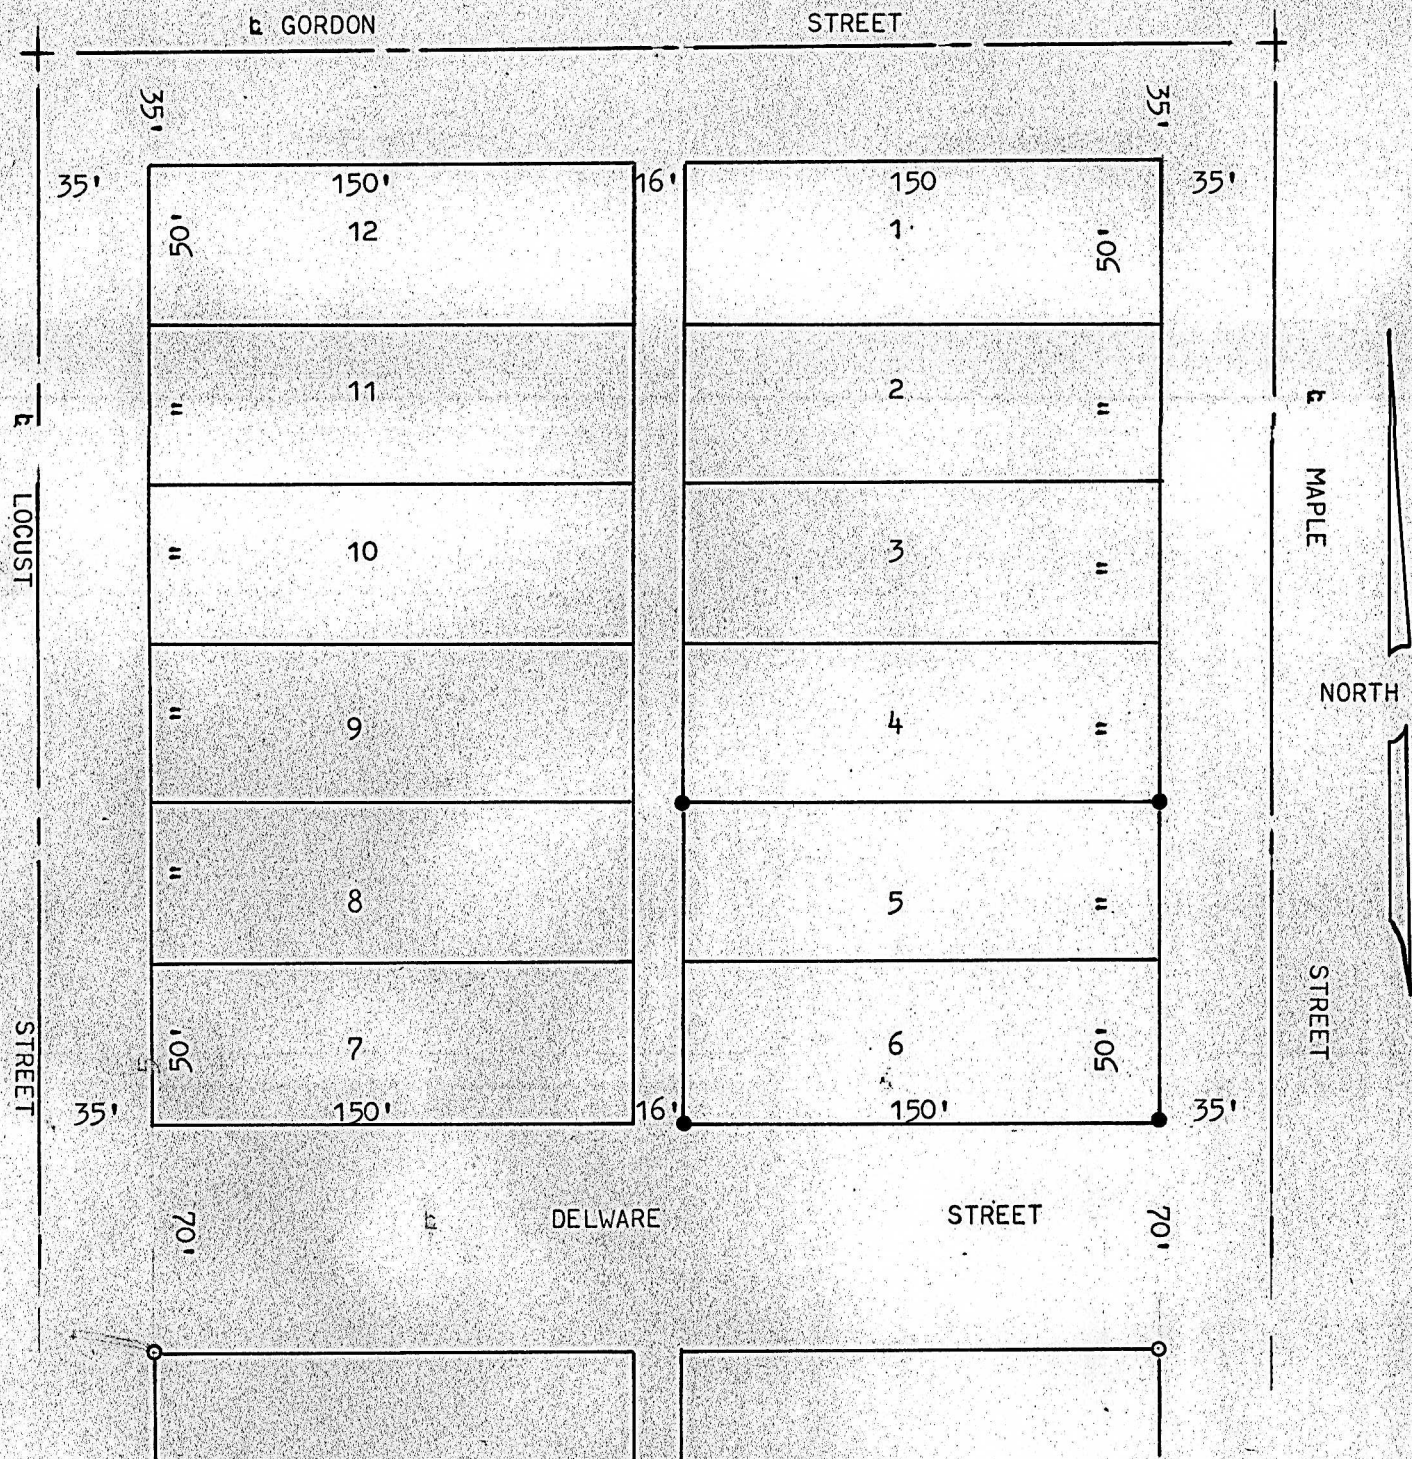 ℄ GORDON STREET
35' 35'
35' 150' 16' 150 35'
50' 12 1 50'
" 11 2 "
℄ LOCUST STREET
℄ MAPLE STREET
" 10 3 "
NORTH
" 9 4 "
" 8 5 "
50' 7 6 50'
35' 150' 16' 150' 35'
70' ℄ DELWARE STREET 70'